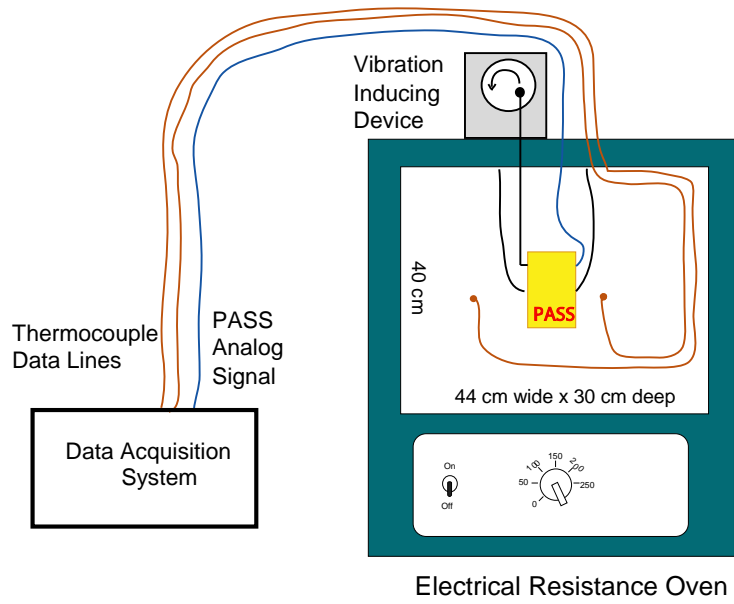 Vibration
Inducing
Device
40 cm
PASS
Thermocouple
Data Lines
PASS
Analog
Signal
44 cm wide x 30 cm deep
Data Acquisition
System
On
Off
0
50
100
150
200
250
Electrical Resistance Oven